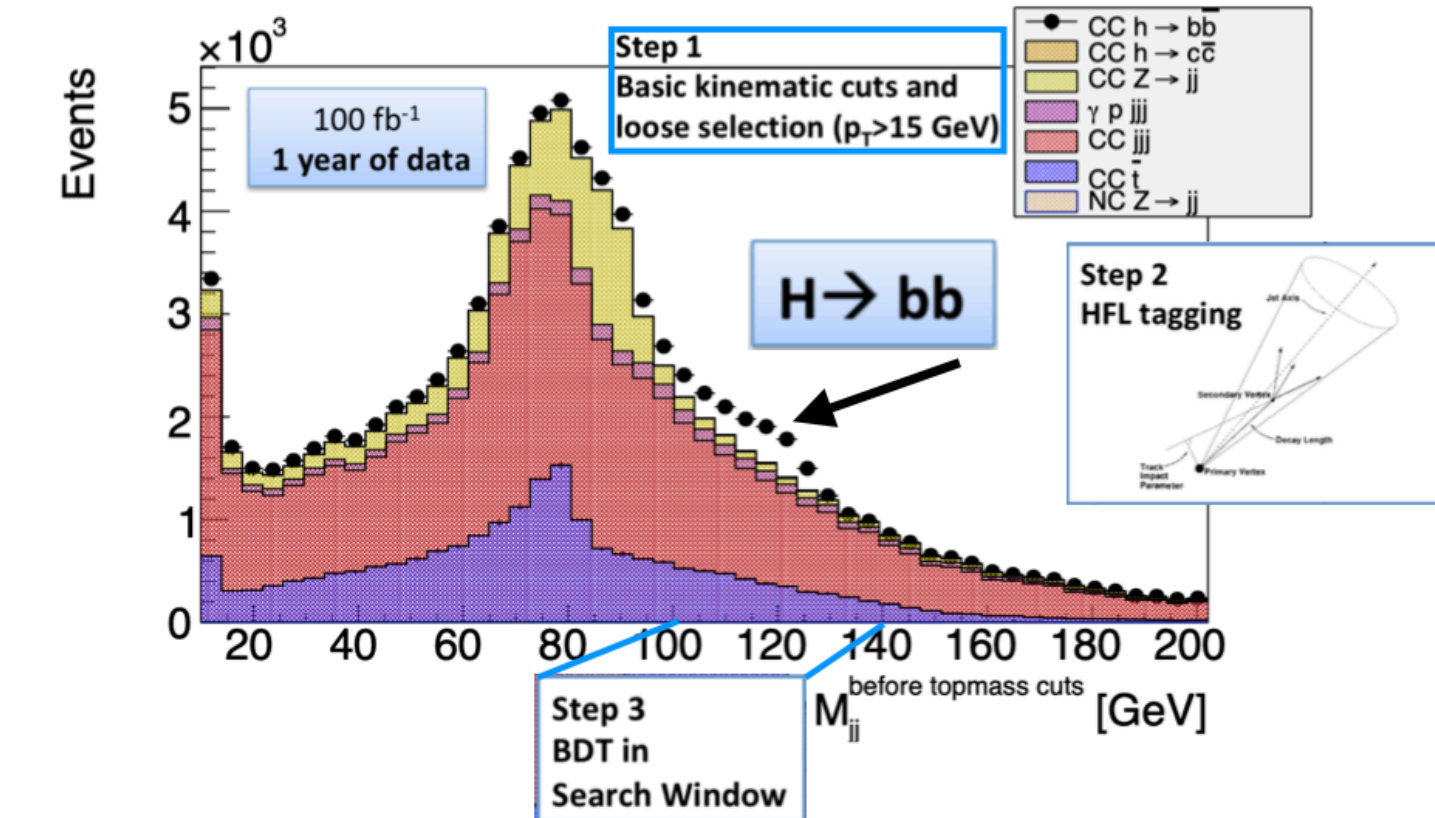 ×10³
Events
5
4
3
2
1
0
20 40 60 80 100 120 140 160 180 200
M_jj^before topmass cuts [GeV]
100 fb⁻¹
1 year of data
Step 1
Basic kinematic cuts and
loose selection (p_T>15 GeV)
CC h → bb̅
CC h → cc̅
CC Z → jj
γ p jjj
CC jjj
CC t̅
NC Z → jj
H→ bb
Step 2
HFL tagging
Jet Axis
Secondary Vertex
Decay Length
Track
Impact
Parameter
Primary Vertex
Step 3
BDT in
Search Window